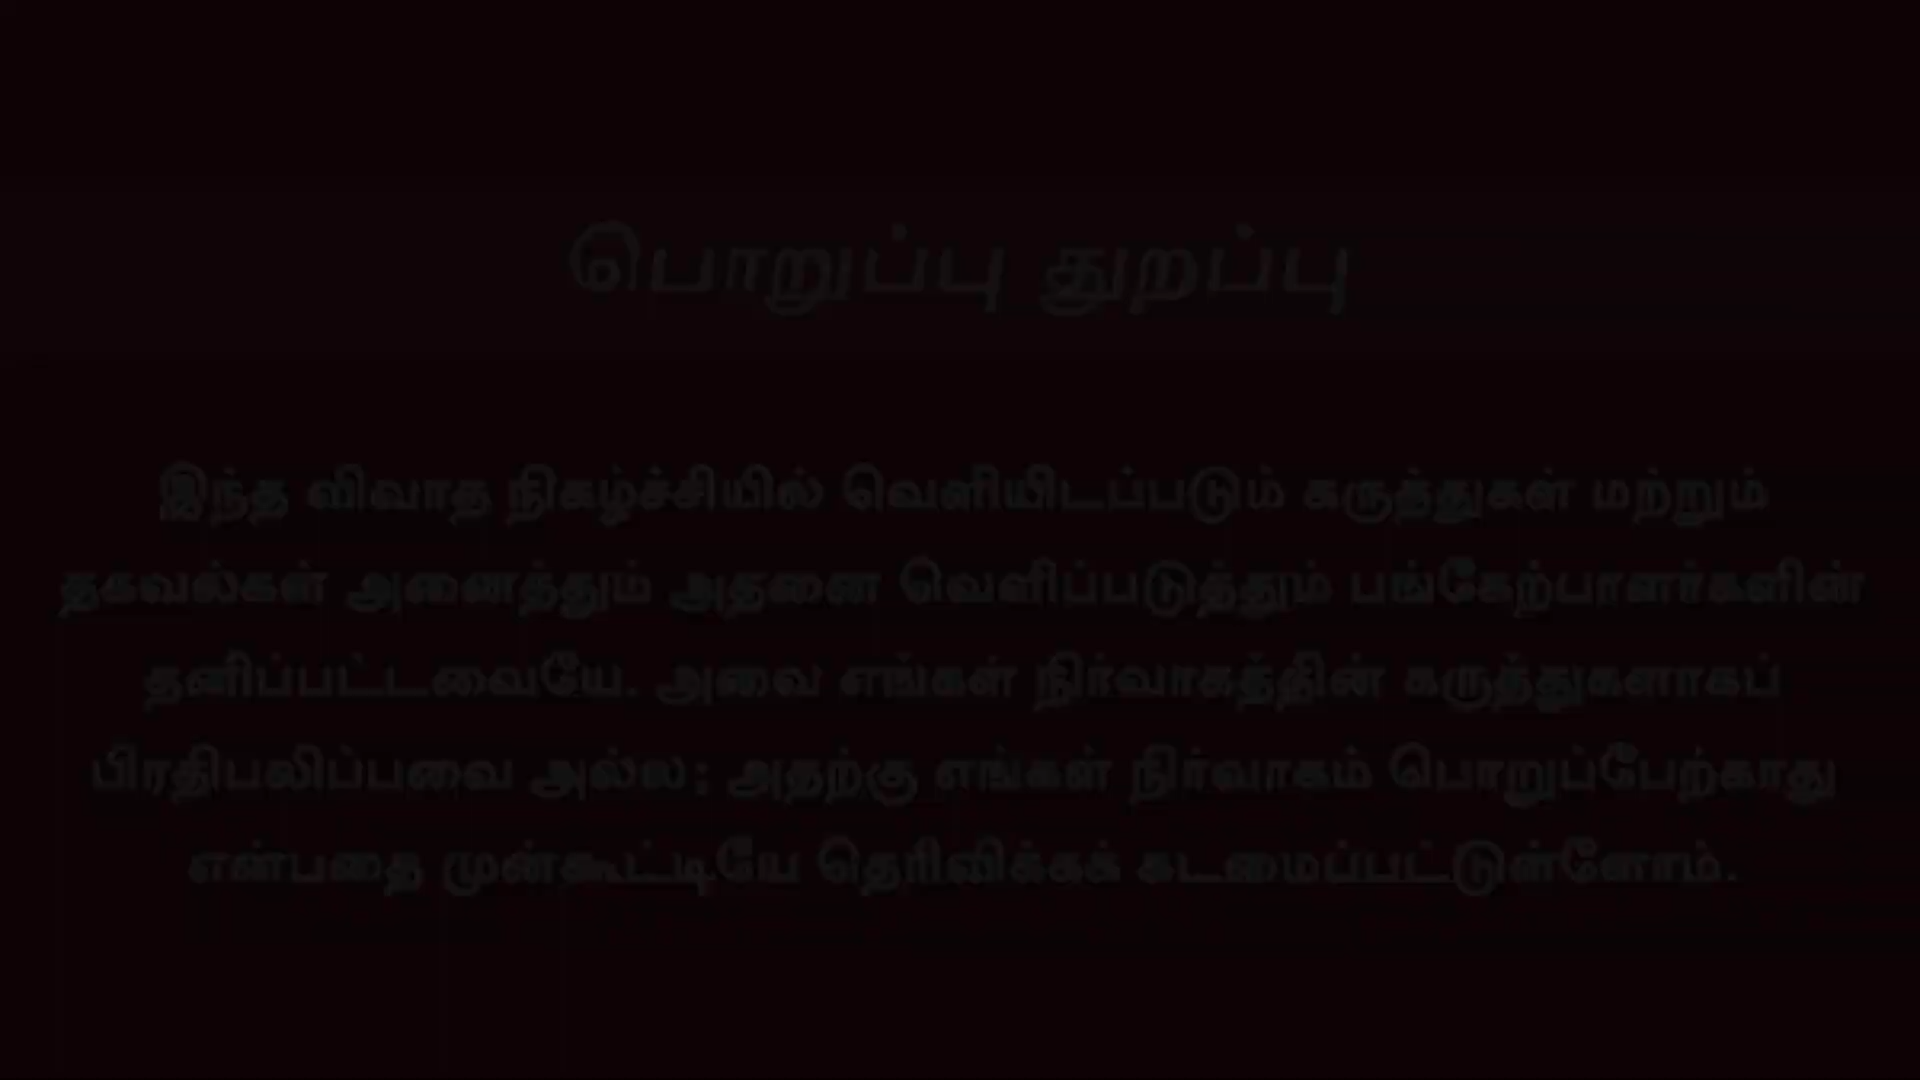 பொறுப்பு துறப்பு
இந்த விவாத நிகழ்ச்சியில் வெளியிடப்படும் கருத்துகள் மற்றும்
தகவல்கள் அனைத்தும் அதனை வெளிப்படுத்தும் பங்கேற்பாளர்களின்
தனிப்பட்டவையே. அவை எங்கள் நிர்வாகத்தின் கருத்துகளாகப்
பிரதிபலிப்பவை அல்ல; அதற்கு எங்கள் நிர்வாகம் பொறுப்பேற்காது
என்பதை முன்கூட்டியே தெரிவிக்கக் கடமைப்பட்டுள்ளோம்.